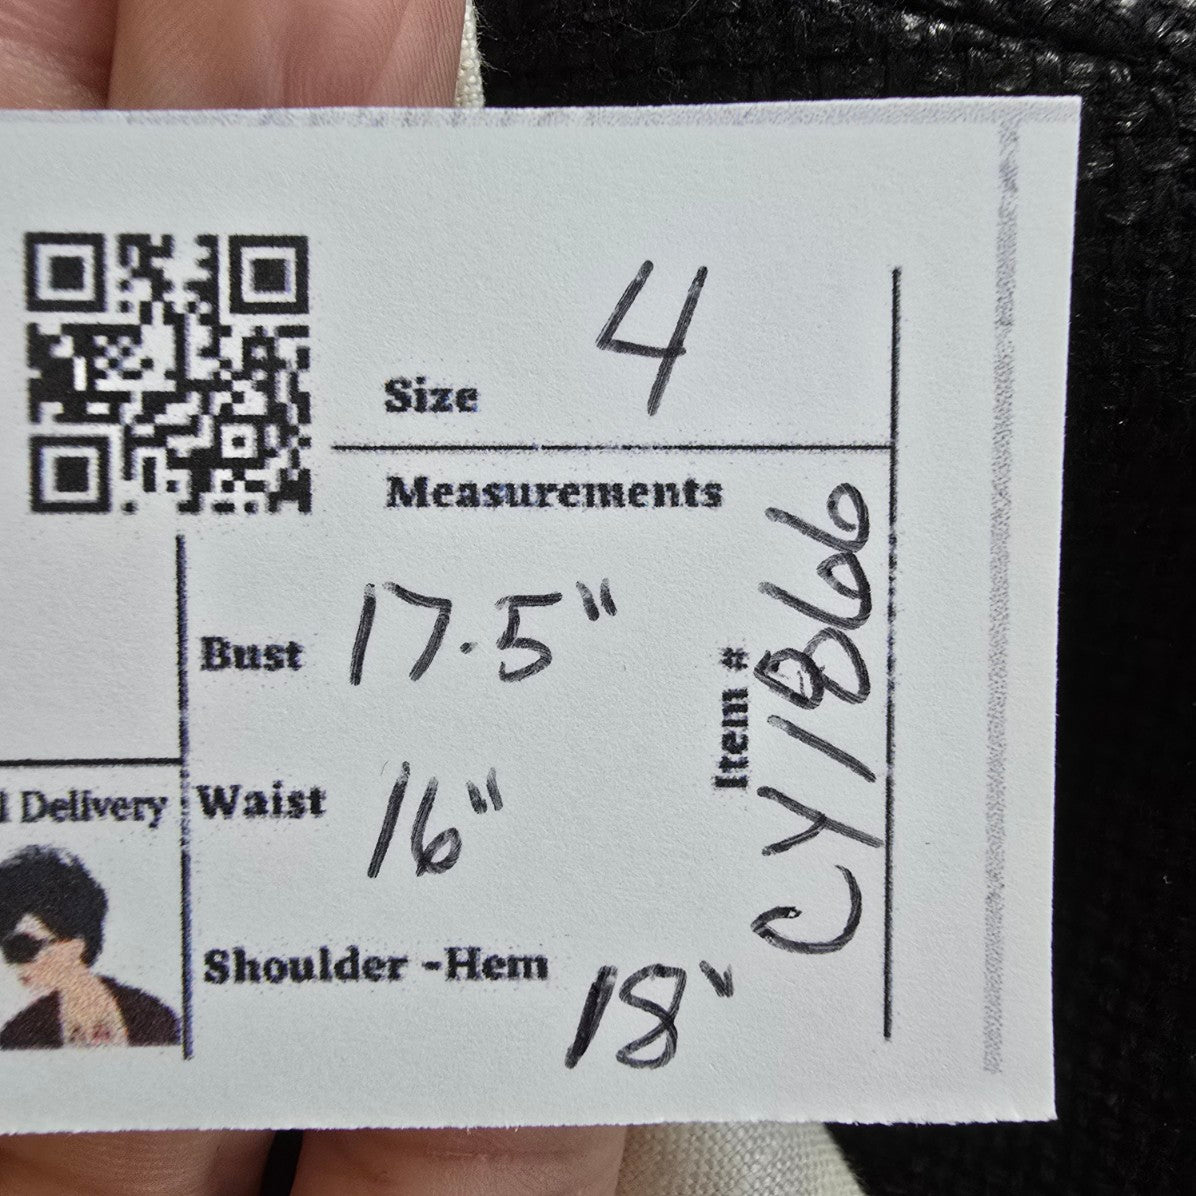 Size 4
Measurements
Bust 17.5"
Waist 16"
Shoulder -Hem 18"
Item # CY1866
Delivery